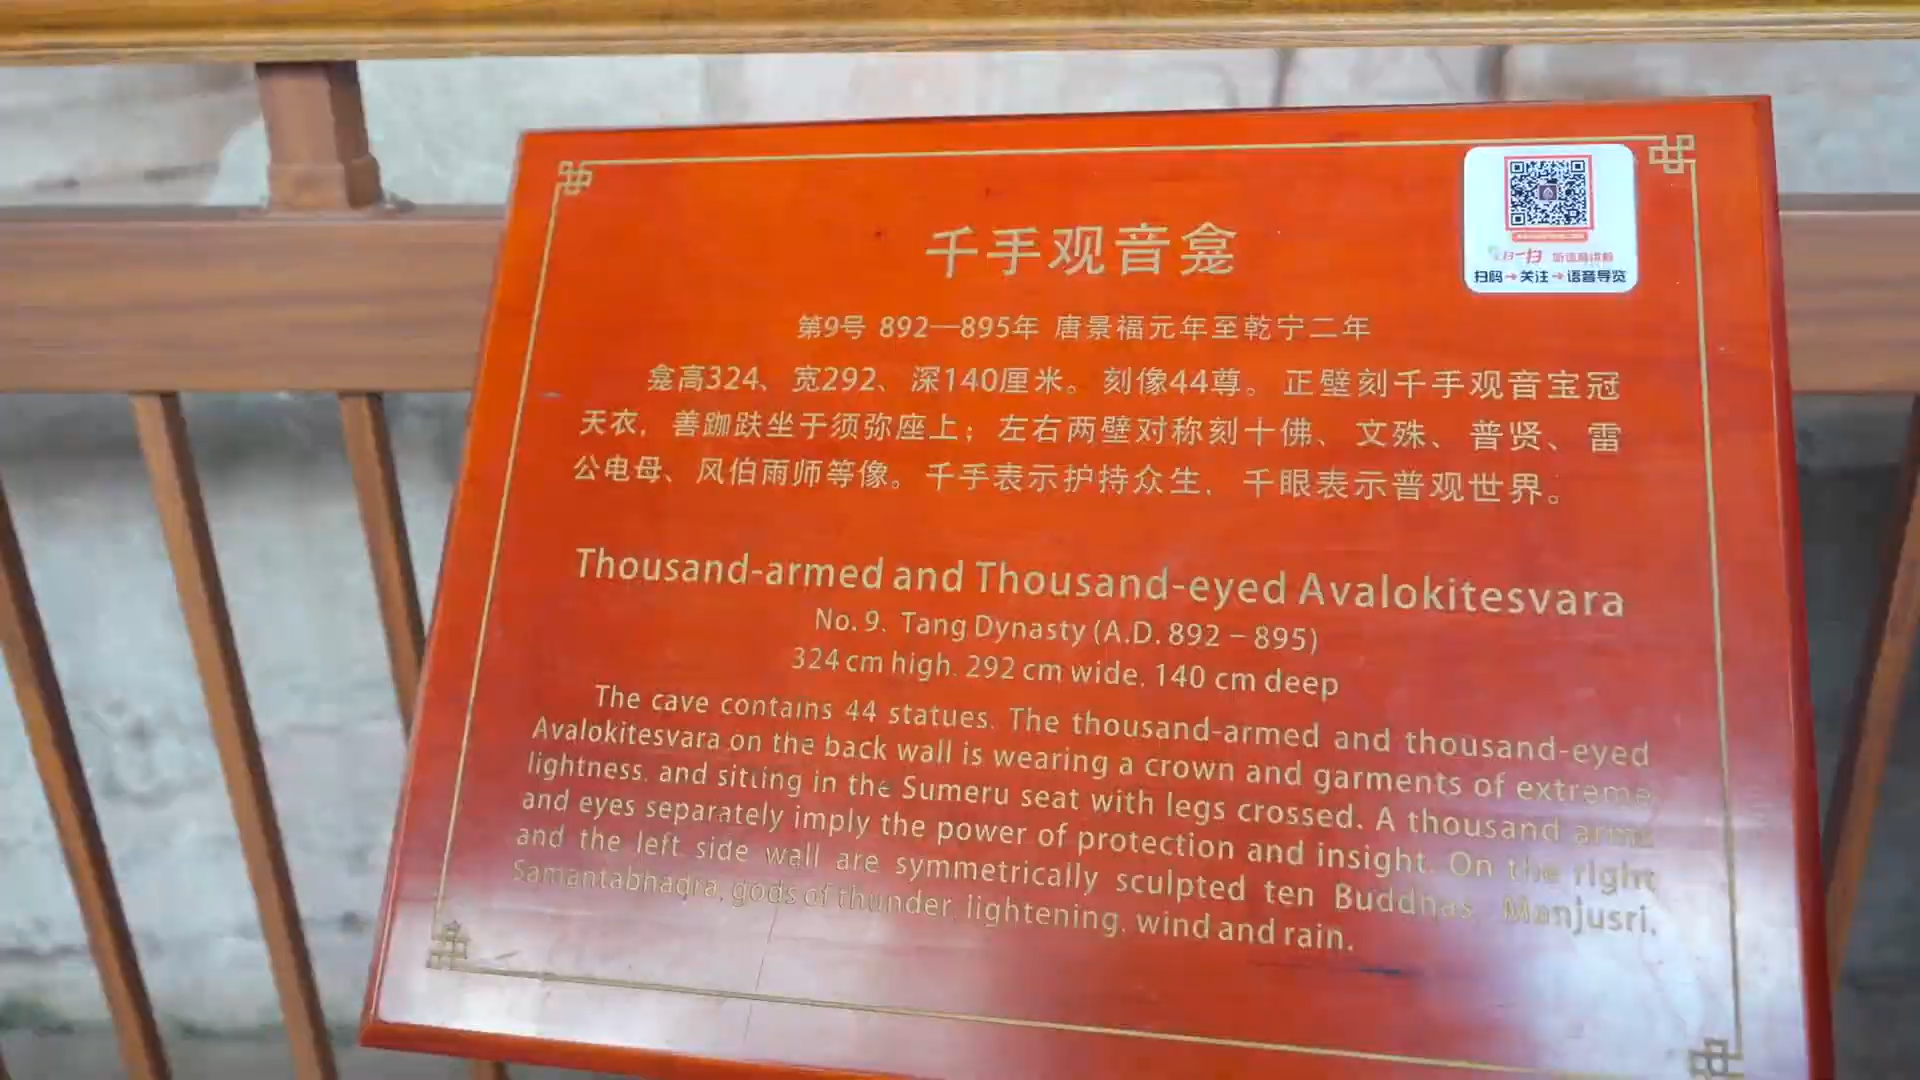 千手观音龛
第9号 892—895年 唐景福元年至乾宁二年
龛高324、宽292、深140厘米。刻像44尊。正壁刻千手观音宝冠
天衣，善跏趺坐于须弥座上；左右两壁对称刻十佛、文殊、普贤、雷
公电母、风伯雨师等像。千手表示护持众生，千眼表示普观世界。
Thousand-armed and Thousand-eyed Avalokitesvara
No. 9, Tang Dynasty (A.D. 892 – 895)
324 cm high, 292 cm wide, 140 cm deep
The cave contains 44 statues. The thousand-armed and thousand-eyed
Avalokitesvara on the back wall is wearing a crown and garments of extreme
lightness, and sitting in the Sumeru seat with legs crossed. A thousand arms
and eyes separately imply the power of protection and insight. On the right
and the left side wall are symmetrically sculpted ten Buddhas, Manjusri,
Samantabhadra, gods of thunder, lightening, wind and rain.
扫一扫 听语音讲解
扫码→关注→语音导览